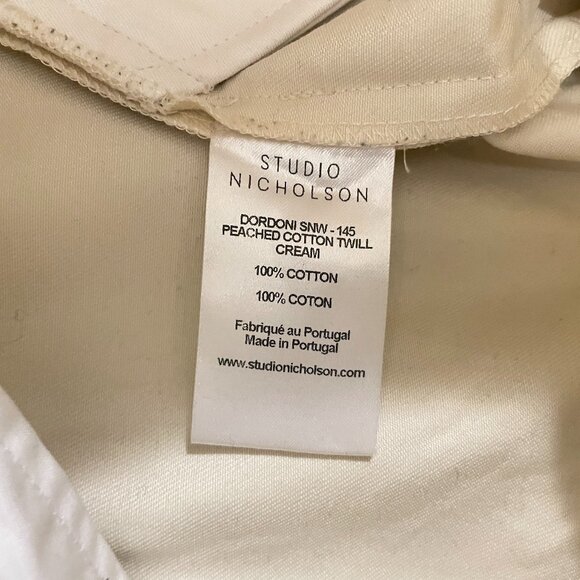 STUDIO
NICHOLSON
DORDONI SNW - 145
PEACHED COTTON TWILL
CREAM
100% COTTON
100% COTON
Fabriqué au Portugal
Made in Portugal
www.studionicholson.com